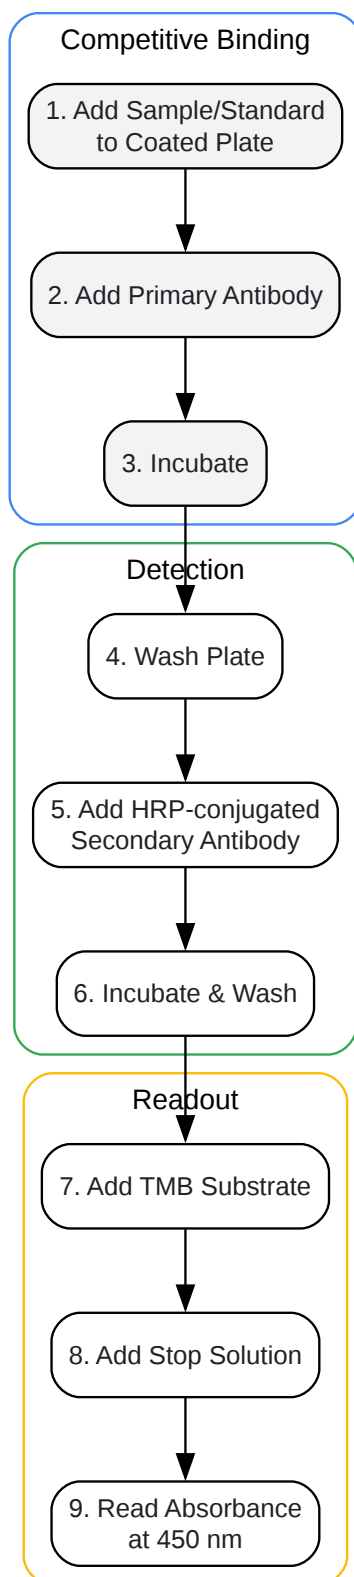 Competitive Binding
1. Add Sample/Standard
to Coated Plate
2. Add Primary Antibody
3. Incubate
Detection
4. Wash Plate
5. Add HRP-conjugated
Secondary Antibody
6. Incubate & Wash
Readout
7. Add TMB Substrate
8. Add Stop Solution
9. Read Absorbance
at 450 nm